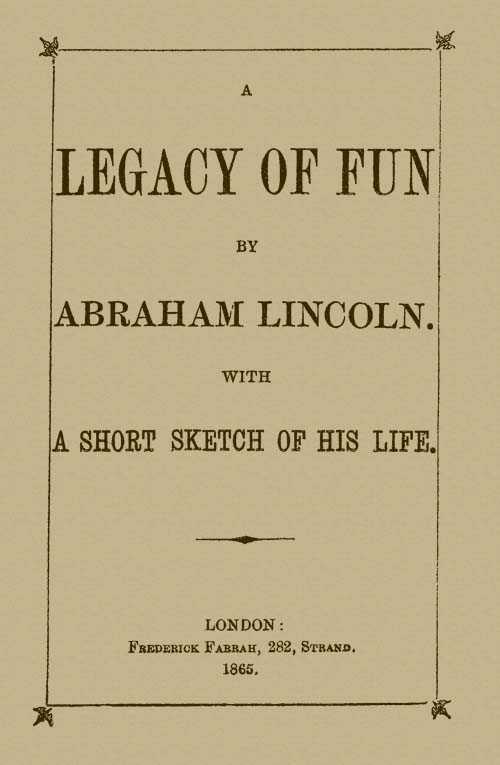 A
LEGACY OF FUN
BY
ABRAHAM LINCOLN.
WITH
A SHORT SKETCH OF HIS LIFE.
LONDON:
FREDERICK FARRAH, 282, STRAND.
1865.